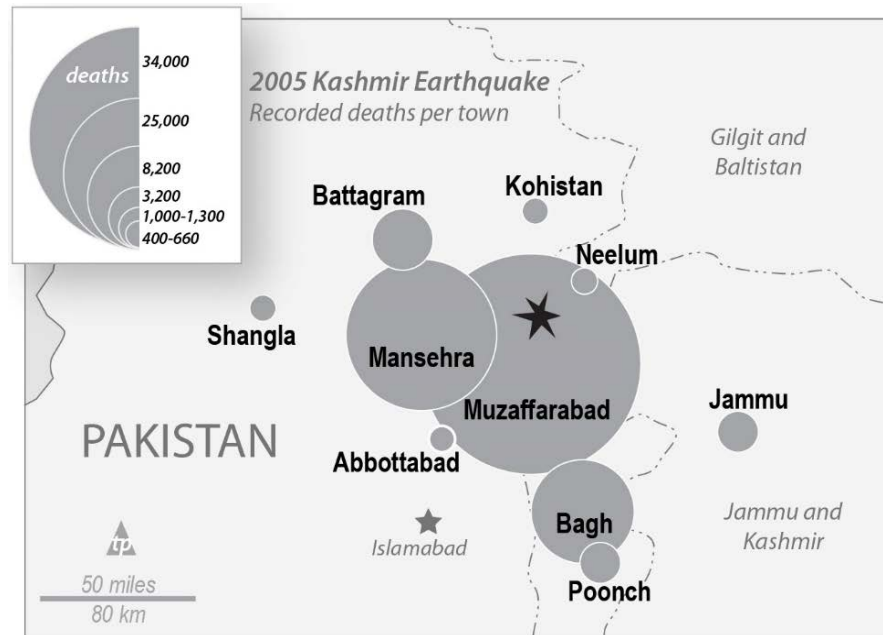 deaths
34,000
25,000
8,200
3,200
1,000-1,300
400-660
2005 Kashmir Earthquake
Recorded deaths per town
Gilgit and
Baltistan
Kohistan
Battagram
Neelum
Shangla
Mansehra
Muzaffarabad
Jammu
PAKISTAN
Abbottabad
Bagh
Jammu and
Kashmir
Islamabad
tp
Poonch
50 miles
80 km